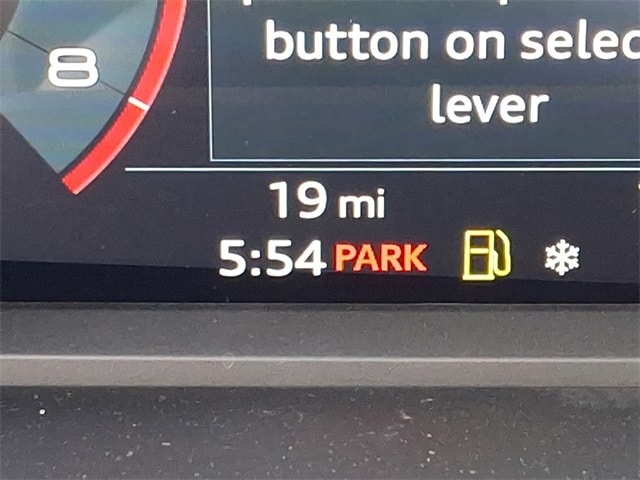 button on selec
lever
8
19 mi
5:54 PARK